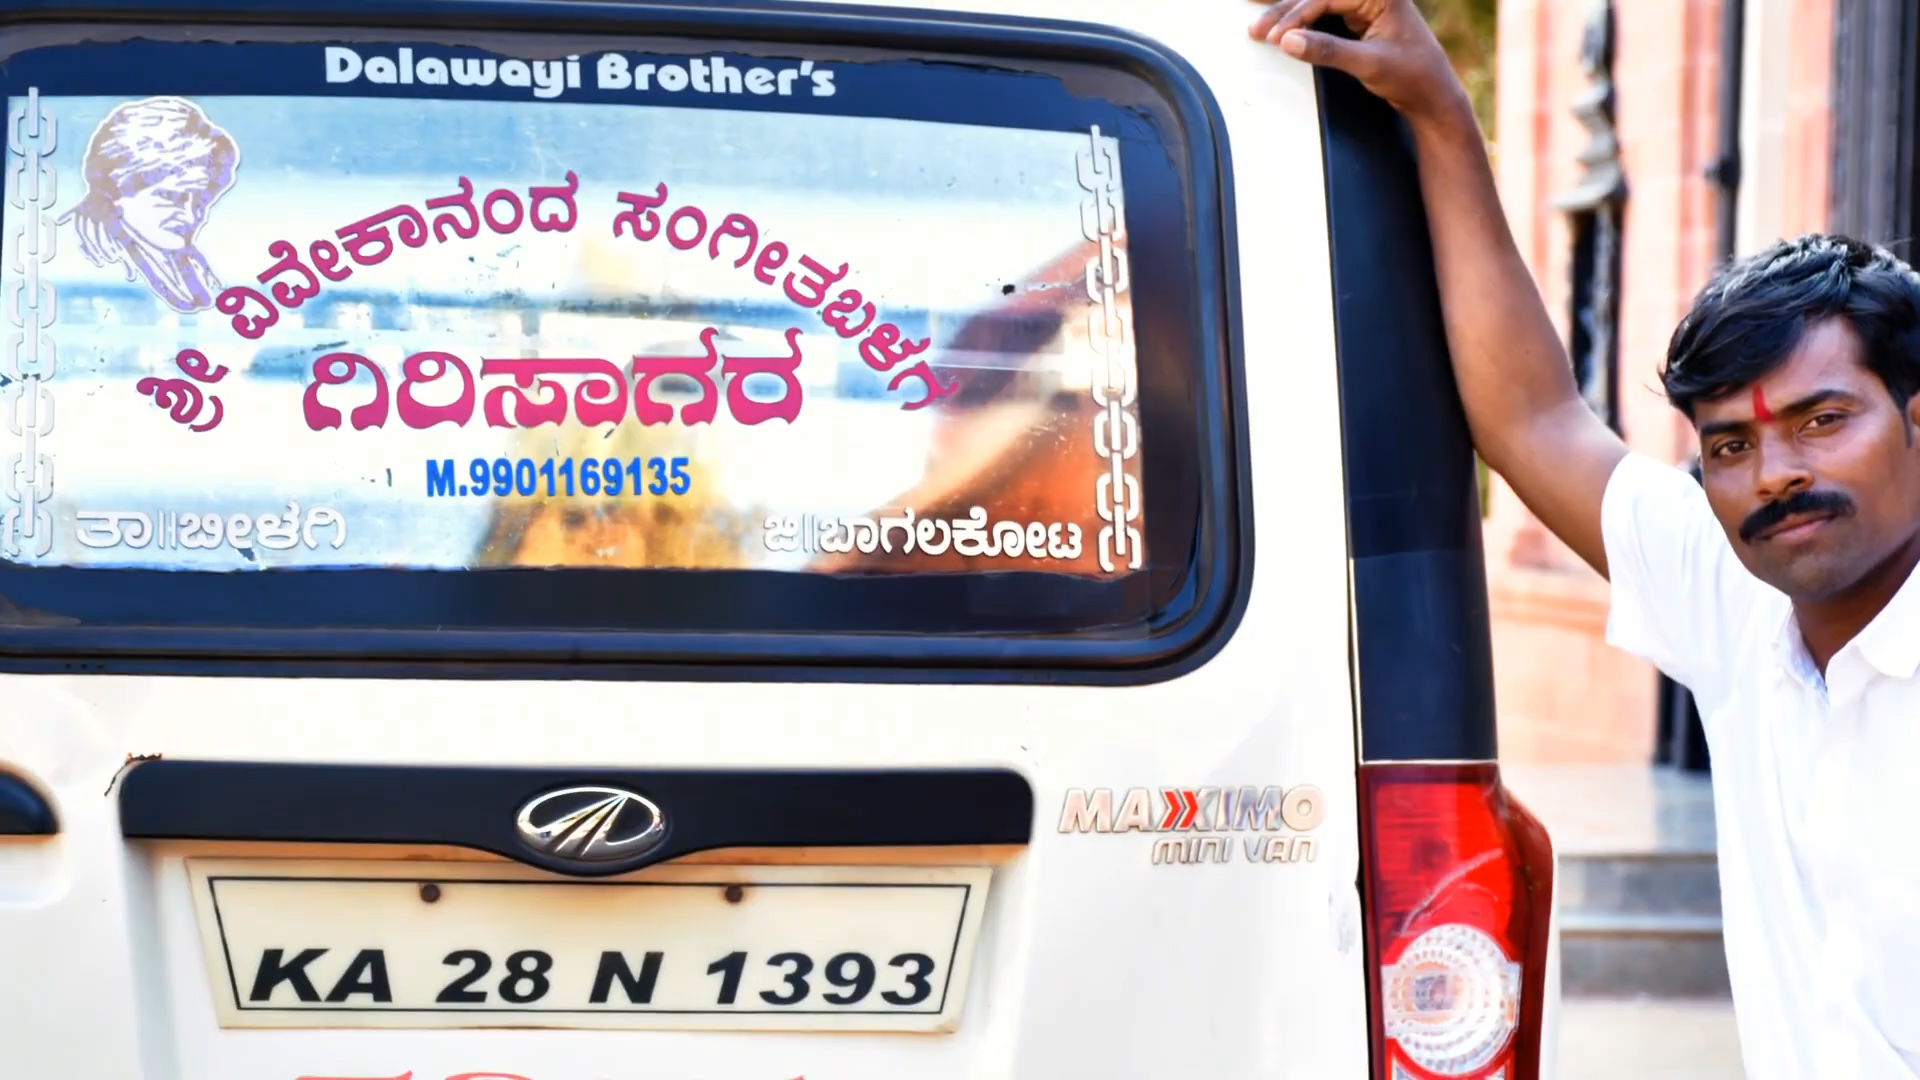 Dalawayi Brother's
ಶ್ರೀ ವಿವೇಕಾನಂದ ಸಂಗೀತಬಳಗ
ಗಿರಿಸಾಗರ
M.9901169135
ತಾ||ಬೀಳಗಿ ಜಿ||ಬಾಗಲಕೋಟ
MAXXIMO
MINI VAN
KA 28 N 1393